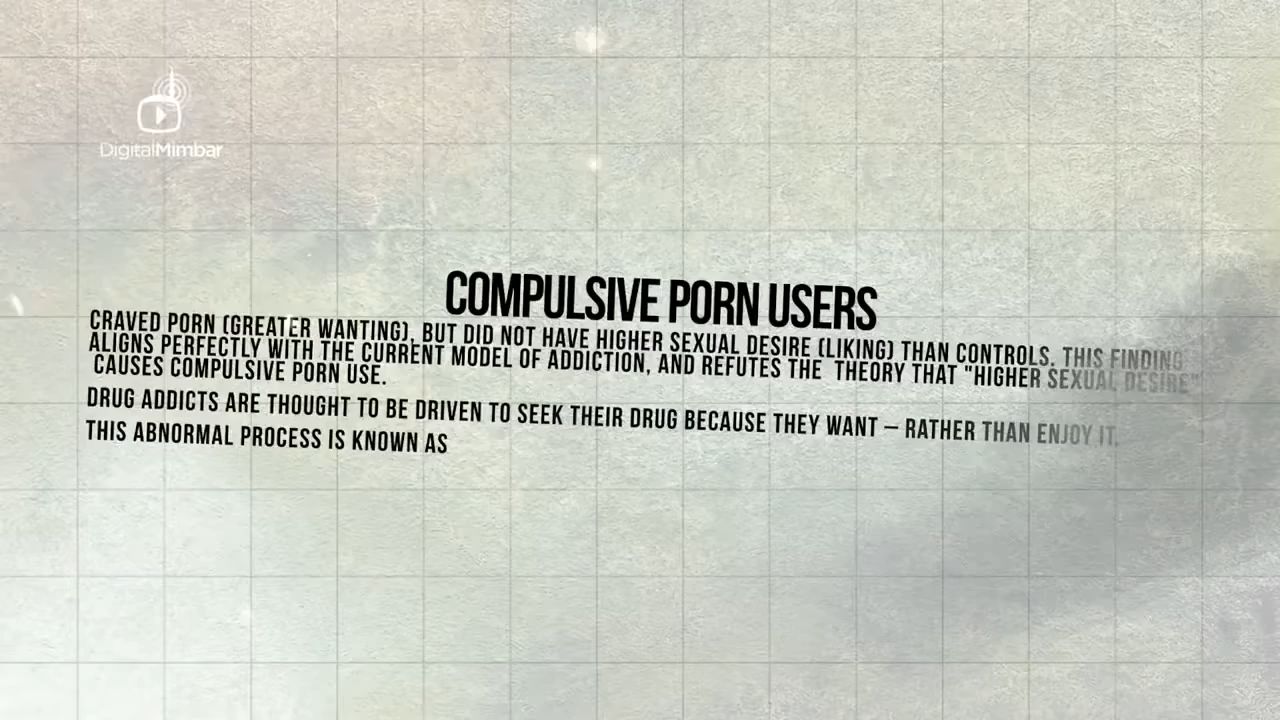 DigitalMimbar
COMPULSIVE PORN USERS
CRAVED PORN (GREATER WANTING), BUT DID NOT HAVE HIGHER SEXUAL DESIRE (LIKING) THAN CONTROLS. THIS FINDING
ALIGNS PERFECTLY WITH THE CURRENT MODEL OF ADDICTION, AND REFUTES THE THEORY THAT "HIGHER SEXUAL DESIRE"
CAUSES COMPULSIVE PORN USE.
DRUG ADDICTS ARE THOUGHT TO BE DRIVEN TO SEEK THEIR DRUG BECAUSE THEY WANT – RATHER THAN ENJOY IT.
THIS ABNORMAL PROCESS IS KNOWN AS